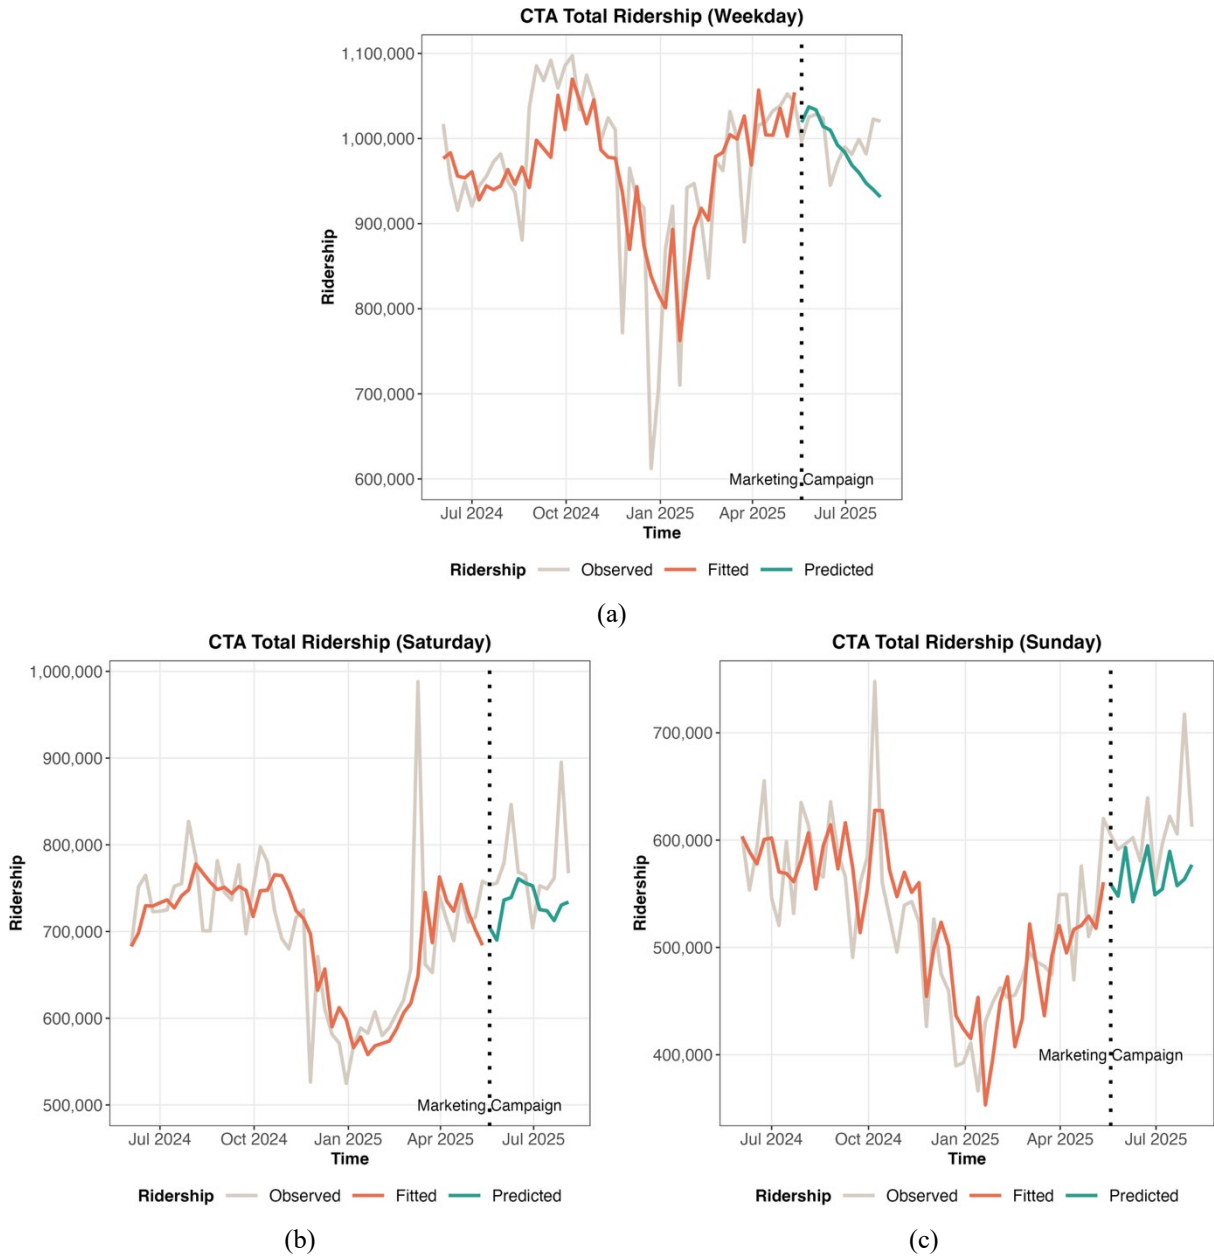 CTA Total Ridership (Weekday)
1,100,000
1,000,000
900,000
800,000
700,000
600,000
Ridership
Marketing Campaign
Jul 2024 Oct 2024 Jan 2025 Apr 2025 Jul 2025
Time
Ridership Observed Fitted Predicted
(a)
CTA Total Ridership (Saturday)
1,000,000
900,000
800,000
700,000
600,000
500,000
Ridership
Marketing Campaign
Jul 2024 Oct 2024 Jan 2025 Apr 2025 Jul 2025
Time
Ridership Observed Fitted Predicted
(b)
CTA Total Ridership (Sunday)
700,000
600,000
500,000
400,000
Ridership
Marketing Campaign
Jul 2024 Oct 2024 Jan 2025 Apr 2025 Jul 2025
Time
Ridership Observed Fitted Predicted
(c)